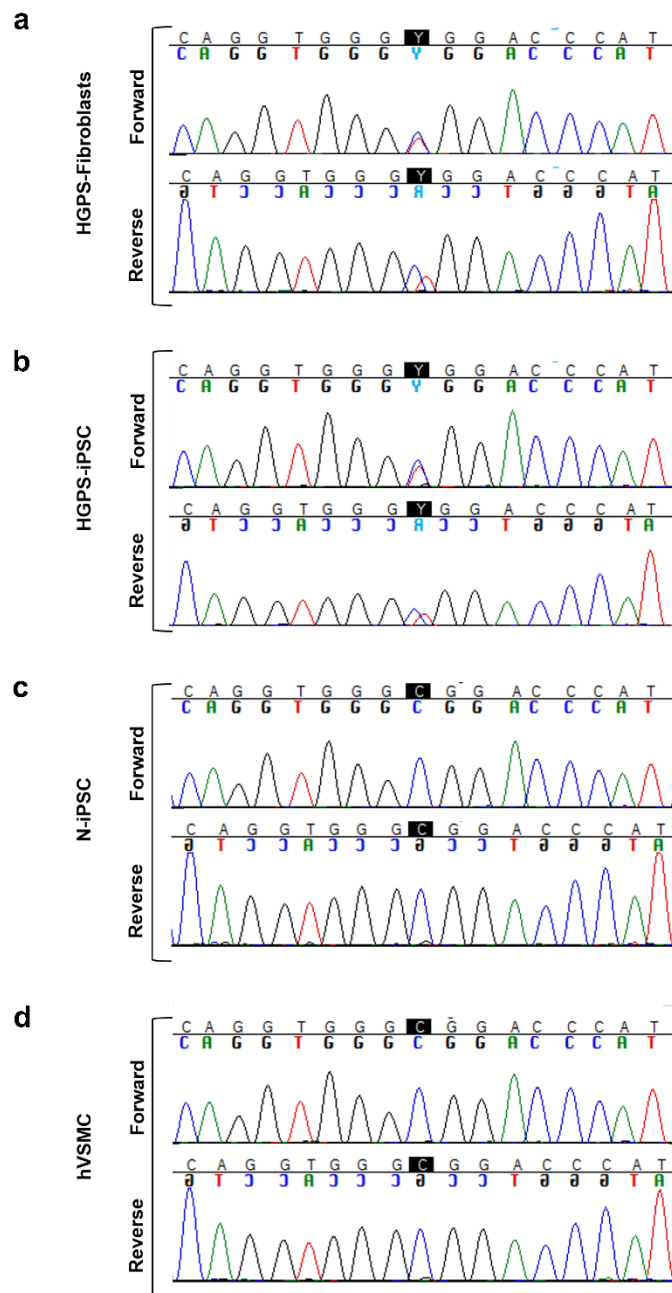 a
HGPS-Fibroblasts
Forward
C A G G T G G G Y G G A C C C A T
C A G G T G G G Y G G A C C C A T
Reverse
C A G G T G G G Y G G A C C C A T
G T C C A C C C R C C T G G G T A
b
HGPS-iPSC
Forward
C A G G T G G G Y G G A C C C A T
C A G G T G G G Y G G A C C C A T
Reverse
C A G G T G G G Y G G A C C C A T
G T C C A C C C R C C T G G G T A
c
N-iPSC
Forward
C A G G T G G G C G G A C C C A T
C A G G T G G G C G G A C C C A T
Reverse
C A G G T G G G C G G A C C C A T
G T C C A C C C G C C T G G G T A
d
hVSMC
Forward
C A G G T G G G C G G A C C C A T
C A G G T G G G C G G A C C C A T
Reverse
C A G G T G G G C G G A C C C A T
G T C C A C C C G C C T G G G T A